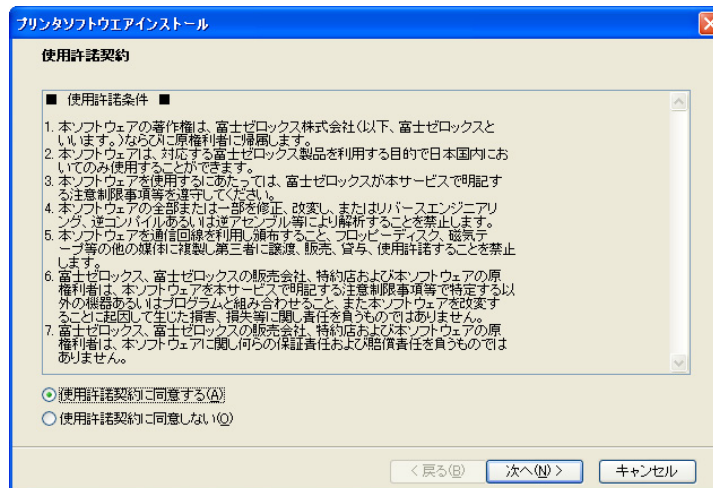 プリンタソフトウエアインストール
使用許諾契約
■ 使用許諾条件 ■
1. 本ソフトウェアの著作権は、富士ゼロックス株式会社(以下、富士ゼロックスと
いいます。)ならびに原権利者に帰属します。
2. 本ソフトウェアは、対応する富士ゼロックス製品を利用する目的で日本国内にお
いてのみ使用することができます。
3. 本ソフトウェアを使用するにあたっては、富士ゼロックスが本サービスで明記す
る注意制限事項等を遵守してください。
4. 本ソフトウェアの全部または一部を修正、改変し、またはリバースエンジニアリ
ング、逆コンパイルあるいは逆アセンブル等により解析することを禁止します。
5. 本ソフトウェアを通信回線を利用し頒布すること、フロッピーディスク、磁気テ
ープ等の他の媒体に複製し第三者に譲渡、販売、貸与、使用許諾することを禁止
します。
6. 富士ゼロックス、富士ゼロックスの販売会社、特約店および本ソフトウェアの原
権利者は、本ソフトウェアを本サービスで明記する注意制限事項等で特定する以
外の機器あるいはプログラムと組み合わせること、また本ソフトウェアを改変す
ることに起因して生じた損害、損失等に関し責任を負うものではありません。
7. 富士ゼロックス、富士ゼロックスの販売会社、特約店および本ソフトウェアの原
権利者は、本ソフトウェアに関し何らの保証責任および賠償責任を負うものでは
ありません。
使用許諾契約に同意する(A)
使用許諾契約に同意しない(O)
< 戻る(B) 次へ(N) > キャンセル